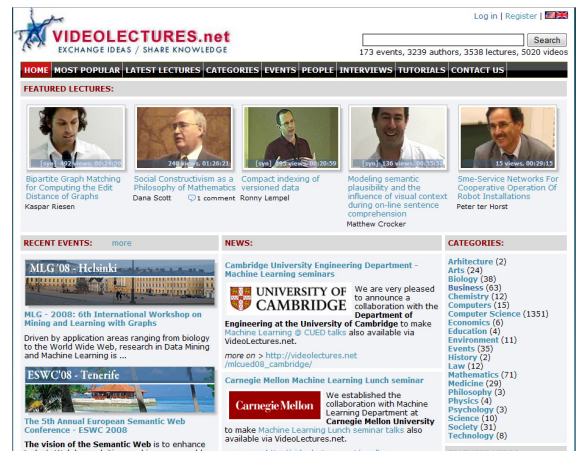 Log in | Register |
VIDEOLECTURES.net
EXCHANGE IDEAS / SHARE KNOWLEDGE
Search
173 events, 3239 authors, 3538 lectures, 5020 videos
HOME MOST POPULAR LATEST LECTURES CATEGORIES EVENTS PEOPLE INTERVIEWS TUTORIALS CONTACT US
FEATURED LECTURES:
[syn] 492 views, 00:20:00
Bipartite Graph Matching
for Computing the Edit
Distance of Graphs
Kaspar Riesen
240 views, 01:26:21
Social Constructivism as a
Philosophy of Mathematics
Dana Scott 1 comment
views, 00:20:59
Compact indexing of
versioned data
Ronny Lempel
[syn] 136 views,
Modeling semantic
plausibility and the
influence of visual context
during on-line sentence
comprehension
Matthew Crocker
15 views, 00:29:15
Sme-Service Networks For
Cooperative Operation Of
Robot Installations
Peter ter Horst
RECENT EVENTS: more
MLG '08 - Helsinki
MLG - 2008: 6th International Workshop on
Mining and Learning with Graphs
Driven by application areas ranging from biology
to the World Wide Web, research in Data Mining
and Machine Learning is ...
ESWC'08 - Tenerife
The 5th Annual European Semantic Web
Conference - ESWC 2008
The vision of the Semantic Web is to enhance
NEWS:
Cambridge University Engineering Department -
Machine Learning seminars
UNIVERSITY OF
CAMBRIDGE
We are very pleased
to announce a
collaboration with the
Department of
Engineering at the University of Cambridge to make
Machine Learning @ CUED talks also available via
VideoLectures.net.
more on > http://videolectures.net
/mlcued08_cambridge/
Carnegie Mellon Machine Learning Lunch seminar
Carnegie Mellon
We established the
collaboration with Machine
Learning Department at
Carnegie Mellon University
to make Machine Learning Lunch seminar talks also
available via VideoLectures.net.
CATEGORIES:
Arhitecture (2)
Arts (24)
Biology (38)
Business (63)
Chemistry (12)
Computers (15)
Computer Science (1351)
Economics (6)
Education (4)
Environment (11)
Events (35)
History (2)
Law (12)
Mathematics (71)
Medicine (29)
Philosophy (3)
Physics (4)
Psychology (3)
Science (10)
Society (31)
Technology (8)